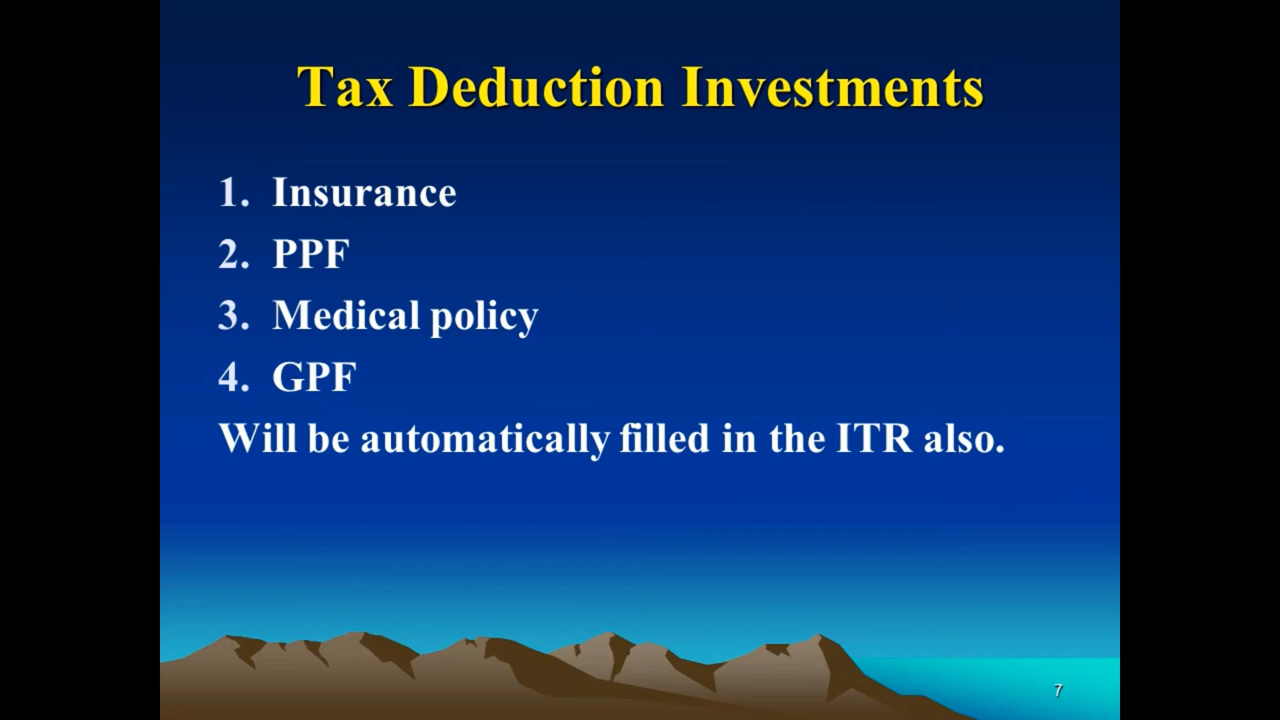 Tax Deduction Investments
1. Insurance
2. PPF
3. Medical policy
4. GPF
Will be automatically filled in the ITR also.
7